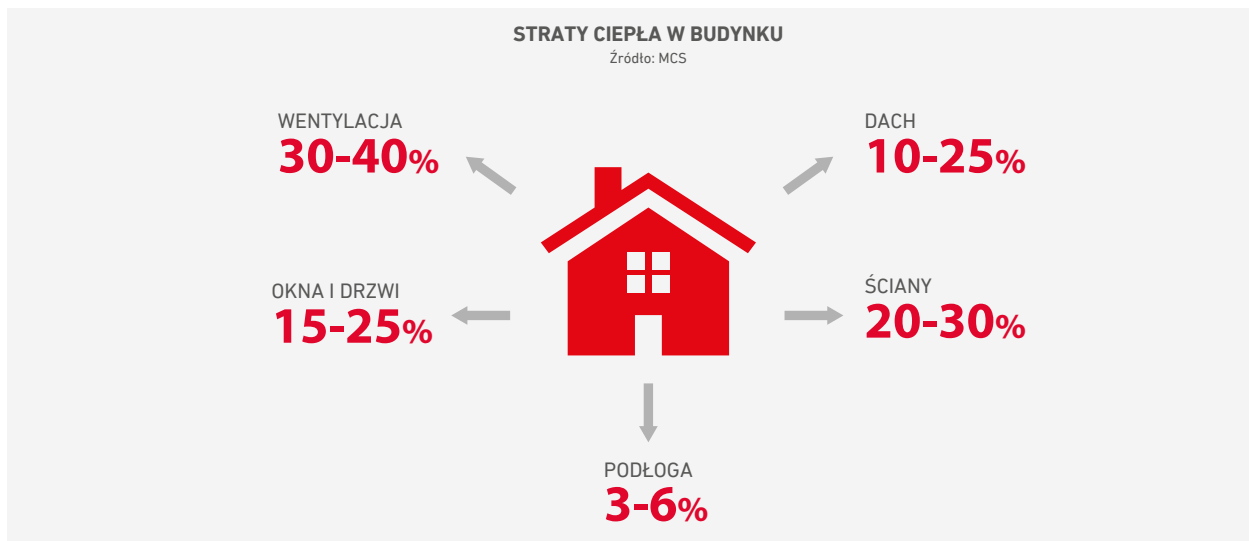 STRATY CIEPŁA W BUDYNKU
Źródło: MCS
WENTYLACJA
30-40%
DACH
10-25%
OKNA I DRZWI
15-25%
ŚCIANY
20-30%
PODŁOGA
3-6%